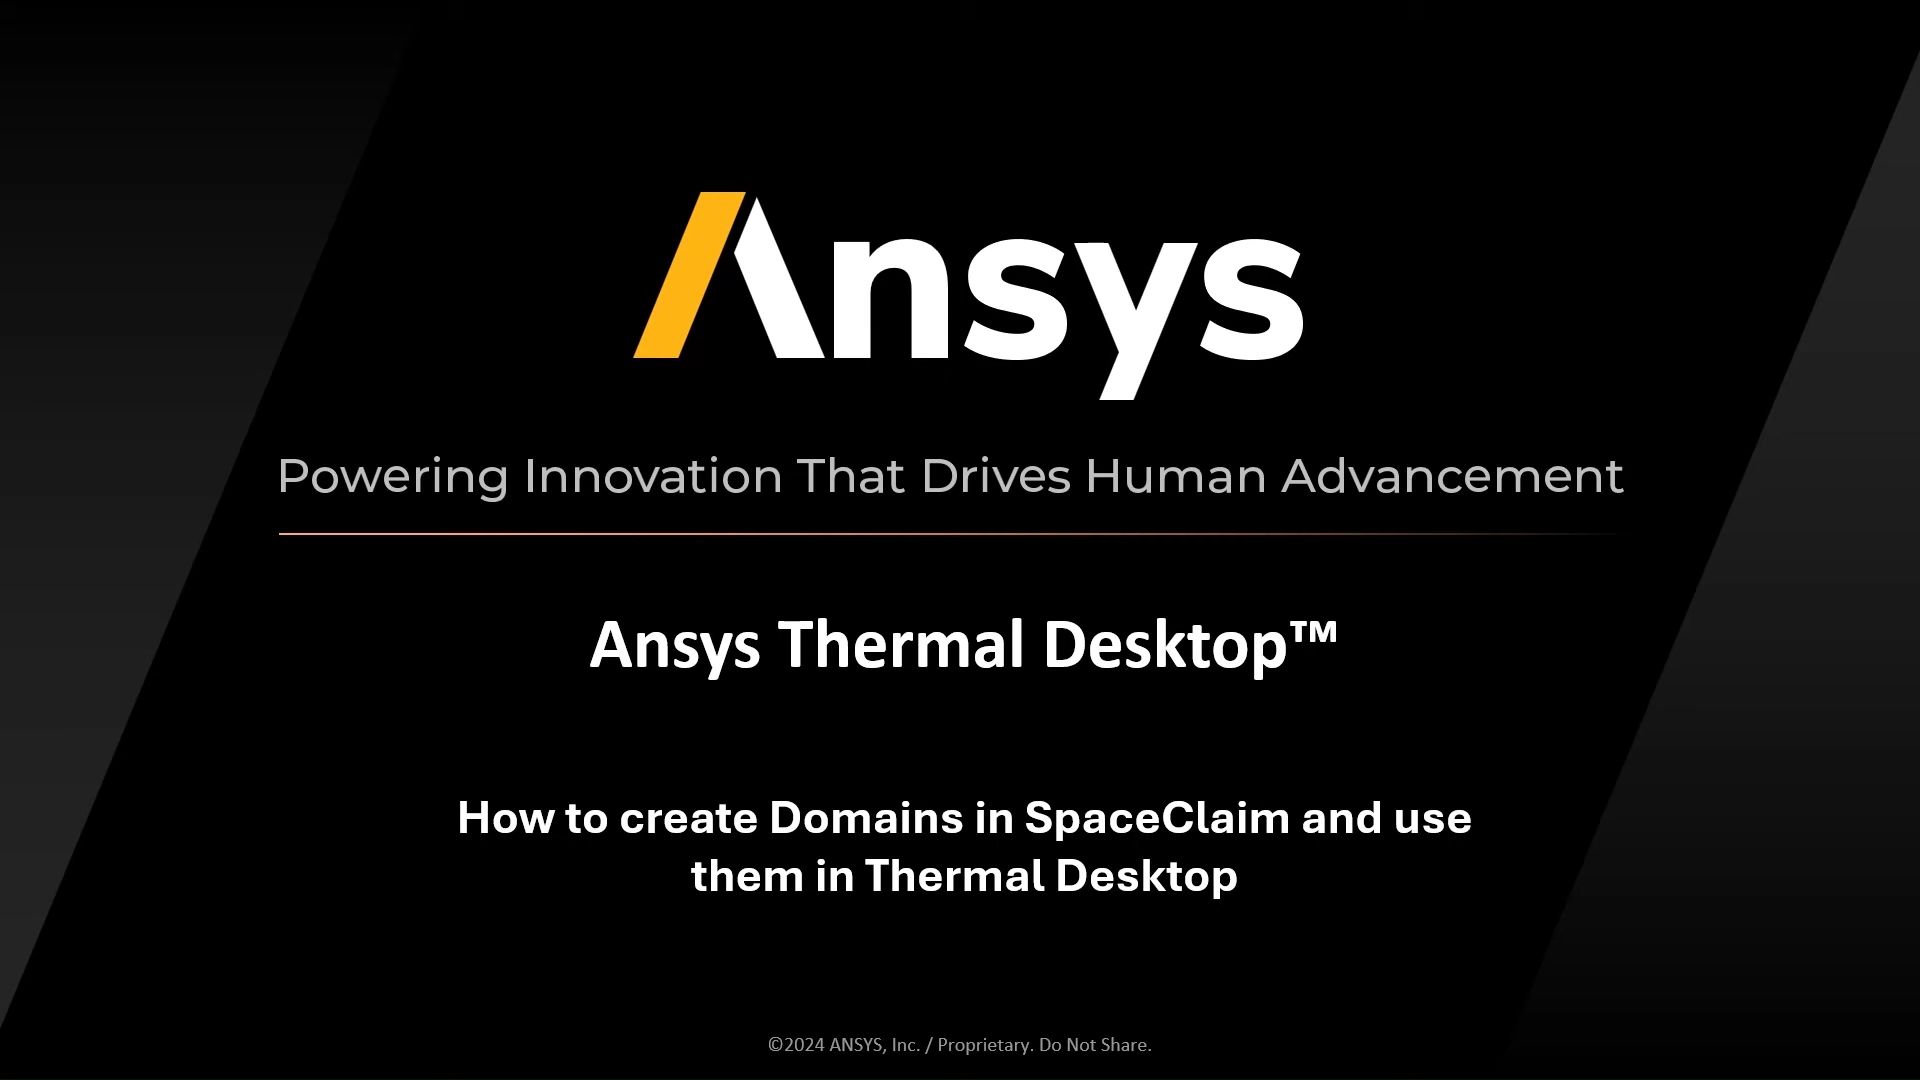 Ansys
Powering Innovation That Drives Human Advancement
Ansys Thermal Desktop™
How to create Domains in SpaceClaim and use
them in Thermal Desktop
©2024 ANSYS, Inc. / Proprietary. Do Not Share.